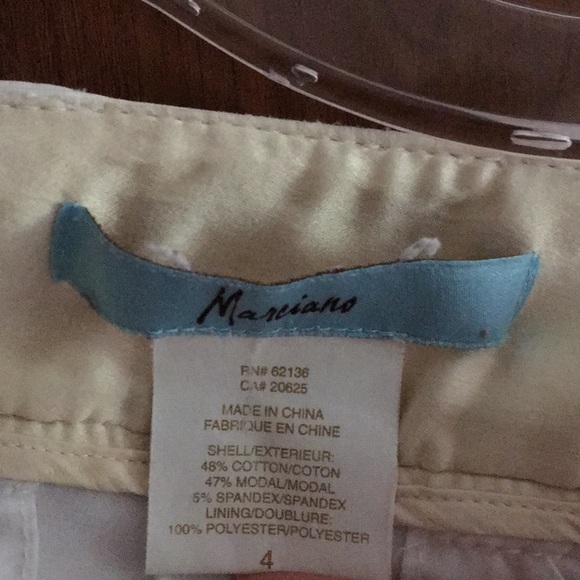 Marciano
RN# 62136
CA# 20625
MADE IN CHINA
FABRIQUE EN CHINE
SHELL/EXTERIEUR:
48% COTTON/COTON
47% MODAL/MODAL
5% SPANDEX/SPANDEX
LINING/DOUBLURE:
100% POLYESTER/POLYESTER
4